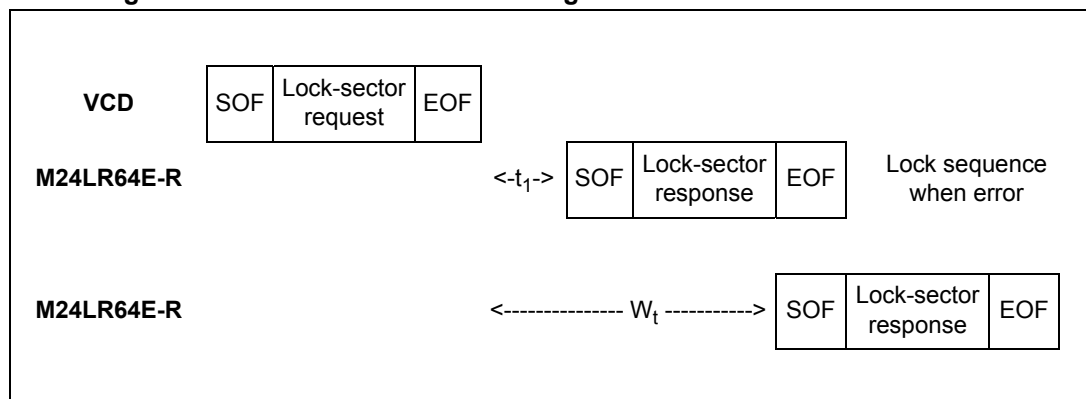 VCD SOF Lock-sector request EOF
M24LR64E-R <-t1-> SOF Lock-sector response EOF Lock sequence when error
M24LR64E-R <--------------- Wt -----------> SOF Lock-sector response EOF